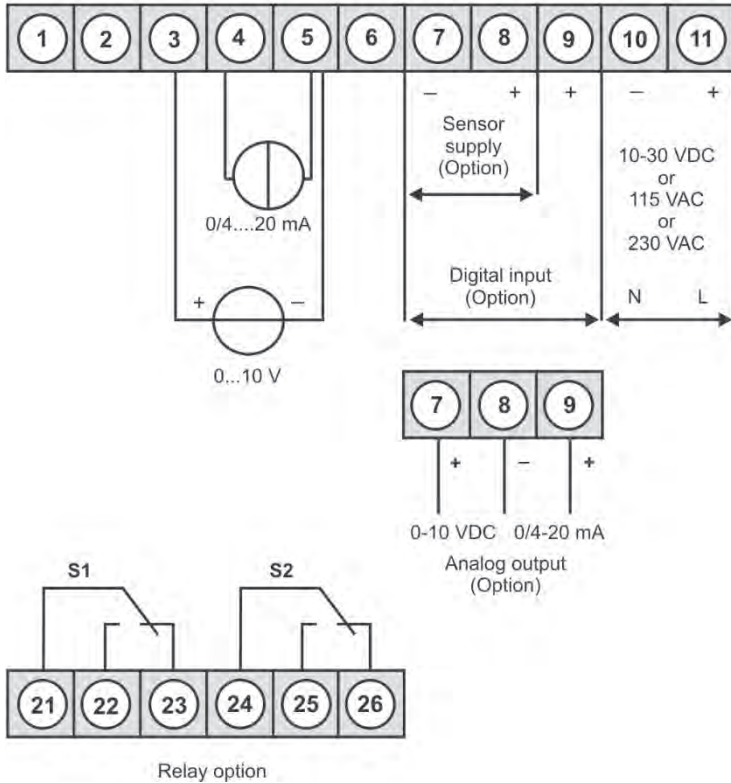 1 2 3 4 5 6 7 8 9 10 11
– + + – +
Sensor
supply
(Option)
10-30 VDC
or
115 VAC
or
230 VAC
0/4....20 mA
Digital input
(Option)
N L
+ –
0...10 V
7 8 9
+ – +
0-10 VDC 0/4-20 mA
Analog output
(Option)
S1 S2
21 22 23 24 25 26
Relay option